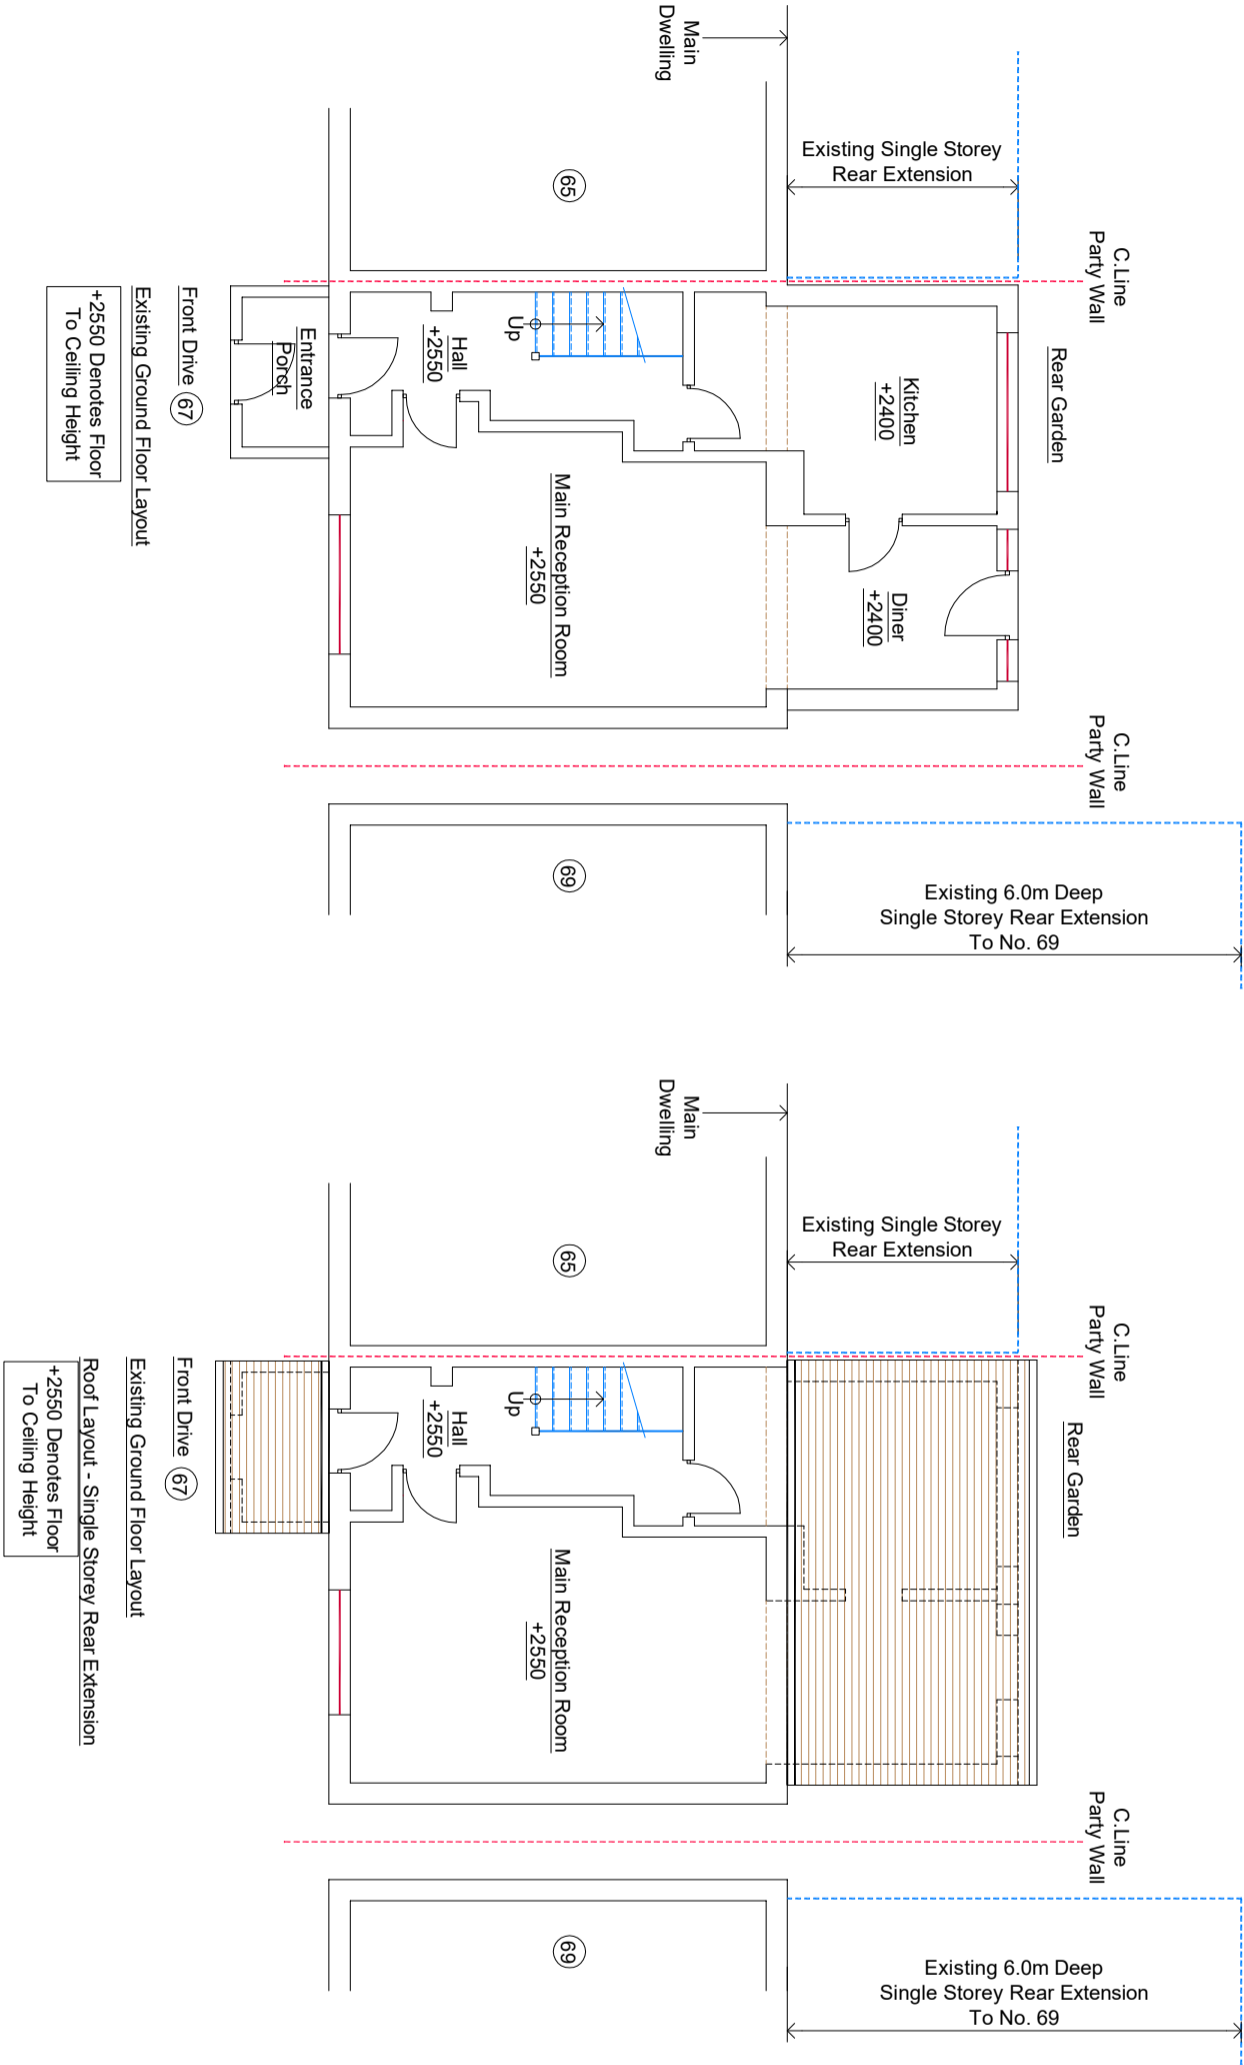 Main
Dwelling
Existing Single Storey
Rear Extension
65
C.Line
Party Wall
Rear Garden
Kitchen
+2400
Diner
+2400
Up
Hall
+2550
Entrance
Porch
Main Reception Room
+2550
Front Drive 67
Existing Ground Floor Layout
+2550 Denotes Floor
To Ceiling Height
C.Line
Party Wall
69
Existing 6.0m Deep
Single Storey Rear Extension
To No. 69
Main
Dwelling
Existing Single Storey
Rear Extension
65
C.Line
Party Wall
Rear Garden
Up
Hall
+2550
Main Reception Room
+2550
Front Drive 67
Existing Ground Floor Layout
Roof Layout - Single Storey Rear Extension
+2550 Denotes Floor
To Ceiling Height
C.Line
Party Wall
69
Existing 6.0m Deep
Single Storey Rear Extension
To No. 69